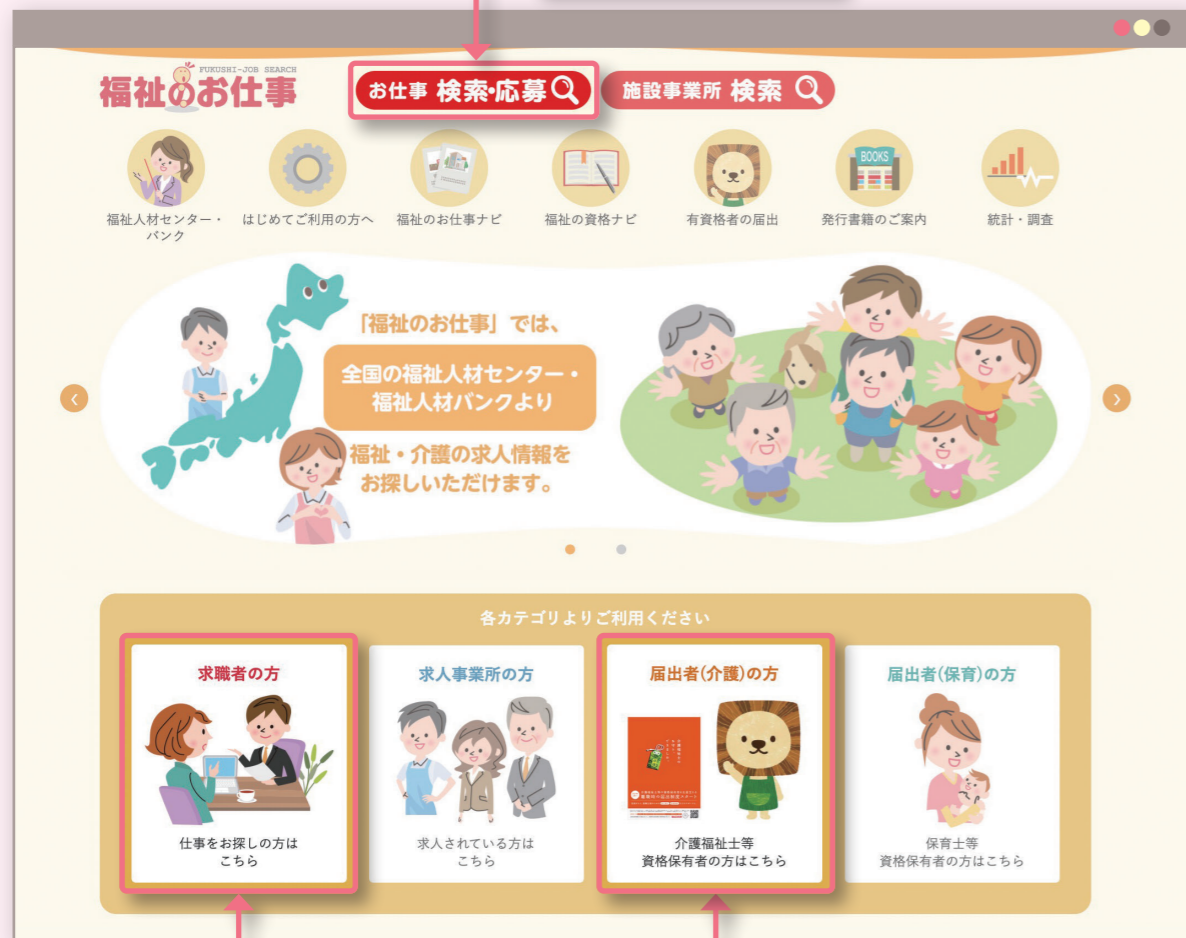 FUKUSHI-JOB SEARCH
福祉のお仕事
お仕事 検索・応募
施設事業所 検索
福祉人材センター・
バンク
はじめてご利用の方へ
福祉のお仕事ナビ
福祉の資格ナビ
有資格者の届出
BOOKS
発行書籍のご案内
統計・調査
「福祉のお仕事」では、
全国の福祉人材センター・
福祉人材バンクより
福祉・介護の求人情報を
お探しいただけます。
各カテゴリよりご利用ください
求職者の方
仕事をお探しの方は
こちら
求人事業所の方
求人されている方は
こちら
届出者(介護)の方
介護福祉士等
資格保有者の方はこちら
届出者(保育)の方
保育士等
資格保有者の方はこちら